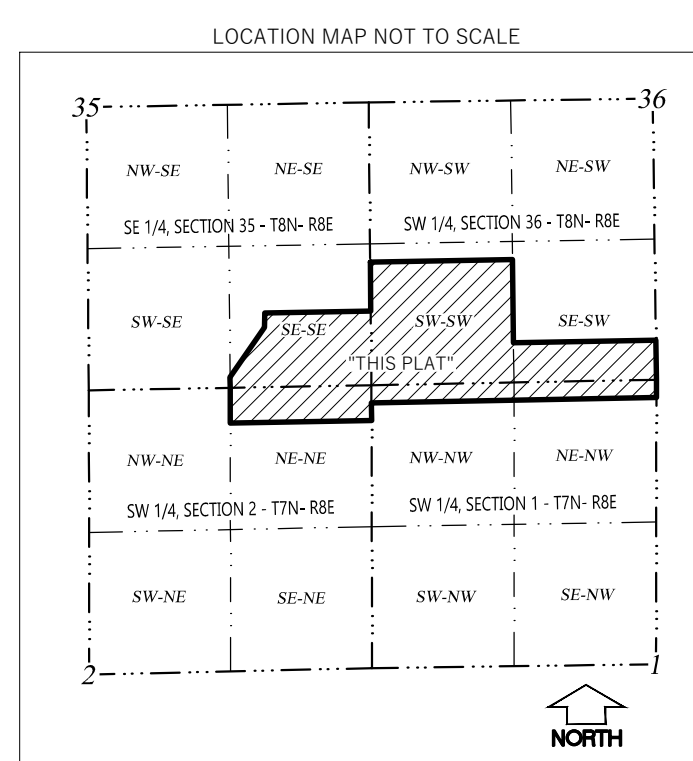 LOCATION MAP NOT TO SCALE
35 36
NW-SE NE-SE NW-SW NE-SW
SE 1/4, SECTION 35 - T8N- R8E SW 1/4, SECTION 36 - T8N- R8E
SW-SE SE-SE SW-SW SE-SW
"THIS PLAT"
NW-NE NE-NE NW-NW NE-NW
SW 1/4, SECTION 2 - T7N- R8E SW 1/4, SECTION 1 - T7N- R8E
SW-NE SE-NE SW-NW SE-NW
2 1
NORTH